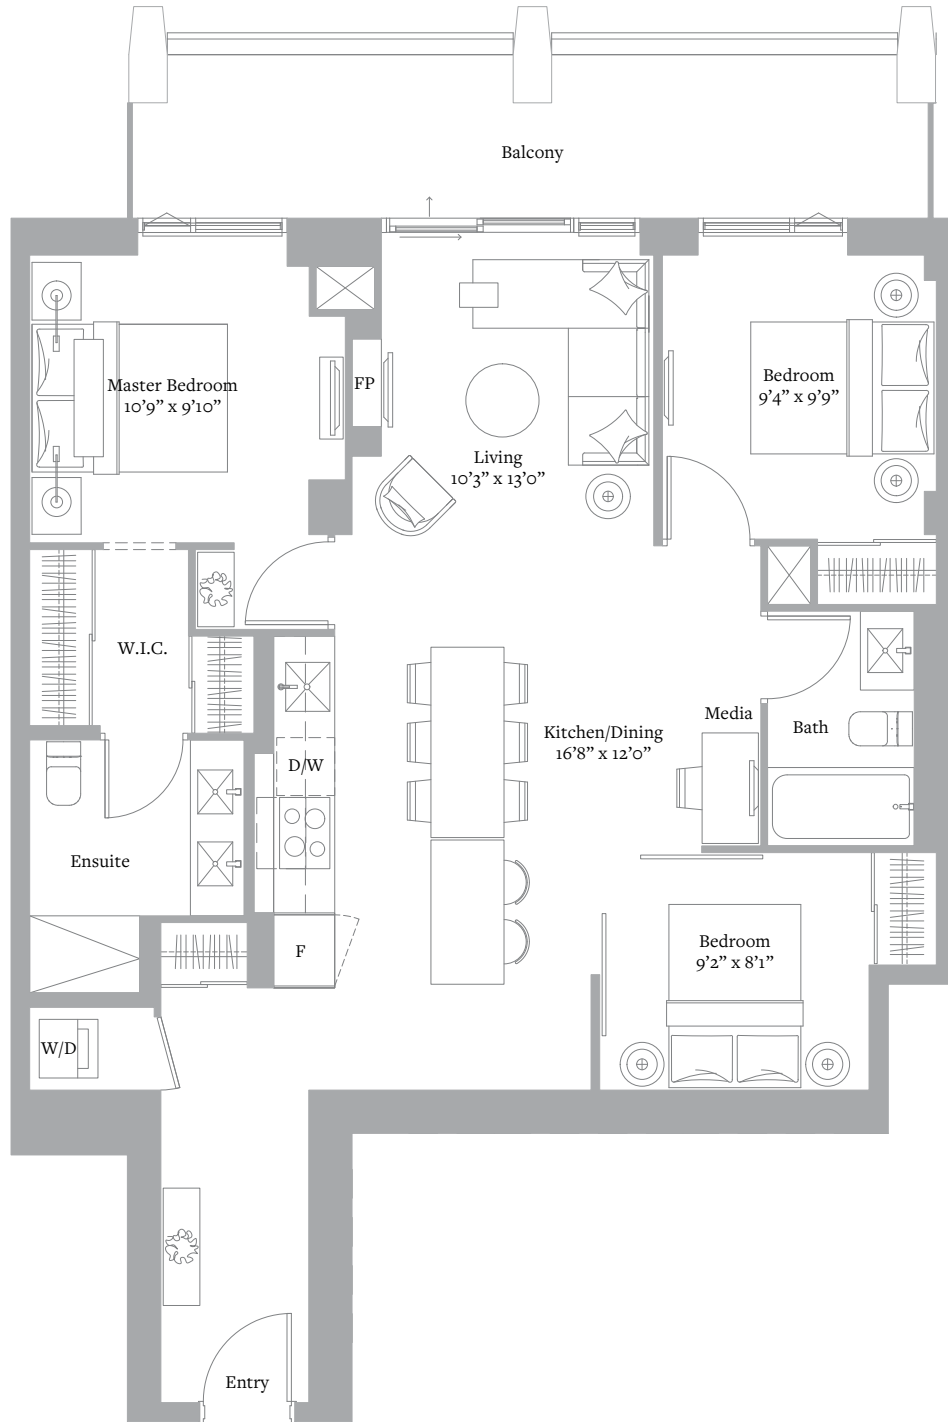 Balcony
Master Bedroom
10’9” x 9’10”
FP
Living
10’3” x 13’0”
Bedroom
9’4” x 9’9”
W.I.C.
Media
Kitchen/Dining
16’8” x 12’0”
Bath
D/W
Ensuite
F
Bedroom
9’2” x 8’1”
W/D
Entry